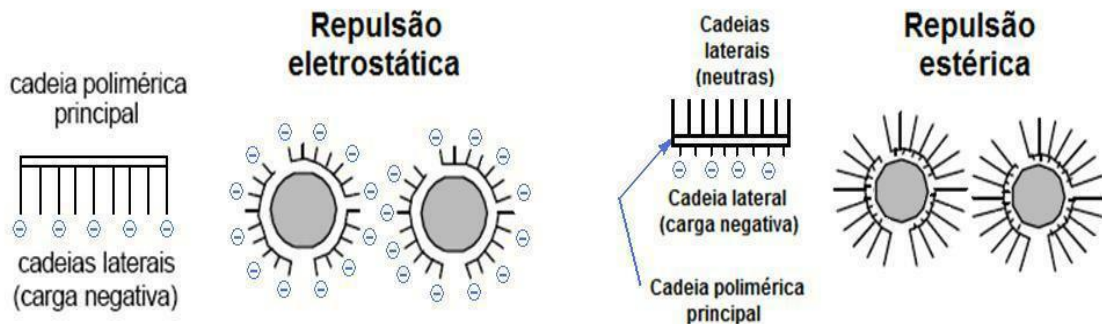 Repulsão
eletrostática
cadeia polimérica
principal
cadeias laterais
(carga negativa)
Cadeias
laterais
(neutras)
Repulsão
estérica
Cadeia lateral
(carga negativa)
Cadeia polimérica
principal